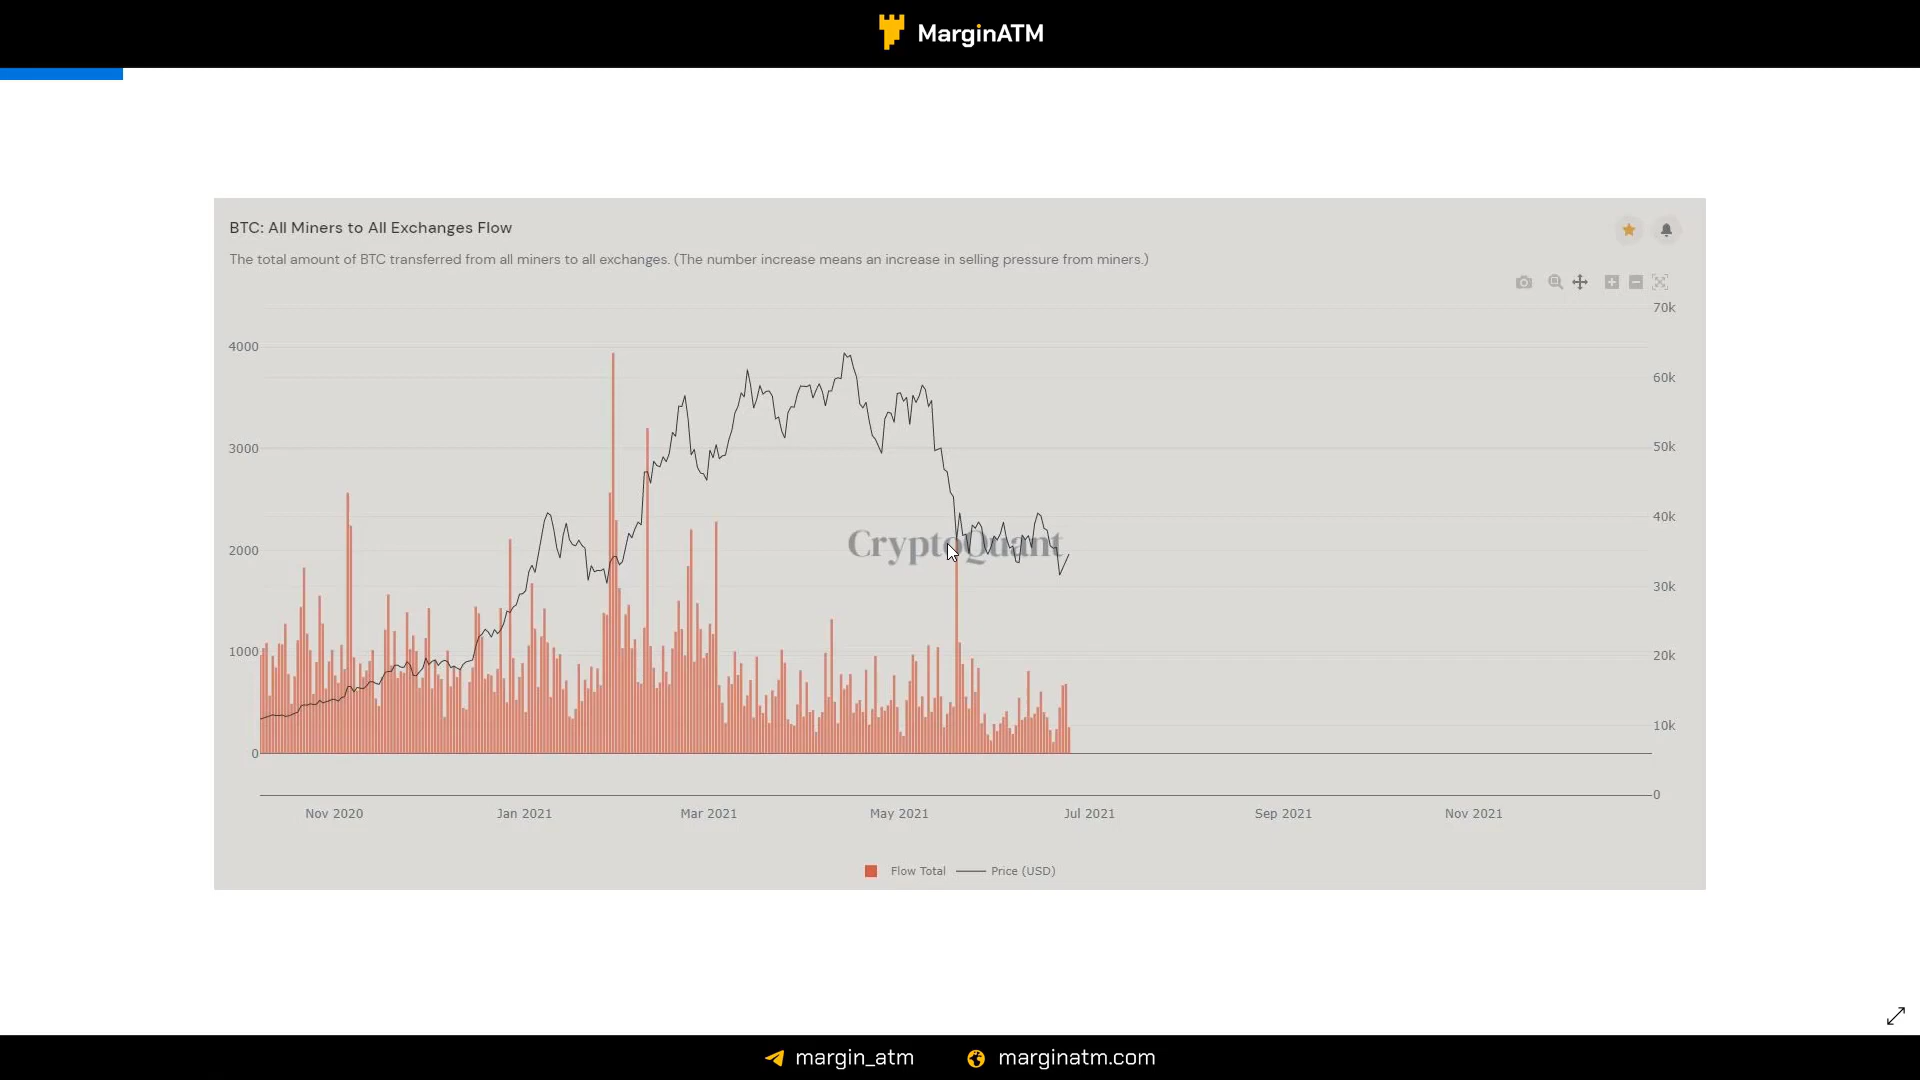 MarginATM
BTC: All Miners to All Exchanges Flow
The total amount of BTC transferred from all miners to all exchanges. (The number increase means an increase in selling pressure from miners.)
70k
4000
60k
3000
50k
CryptoQuant
40k
2000
30k
1000
20k
10k
0
0
Nov 2020
Jan 2021
Mar 2021
May 2021
Jul 2021
Sep 2021
Nov 2021
Flow Total
Price (USD)
margin_atm
marginatm.com